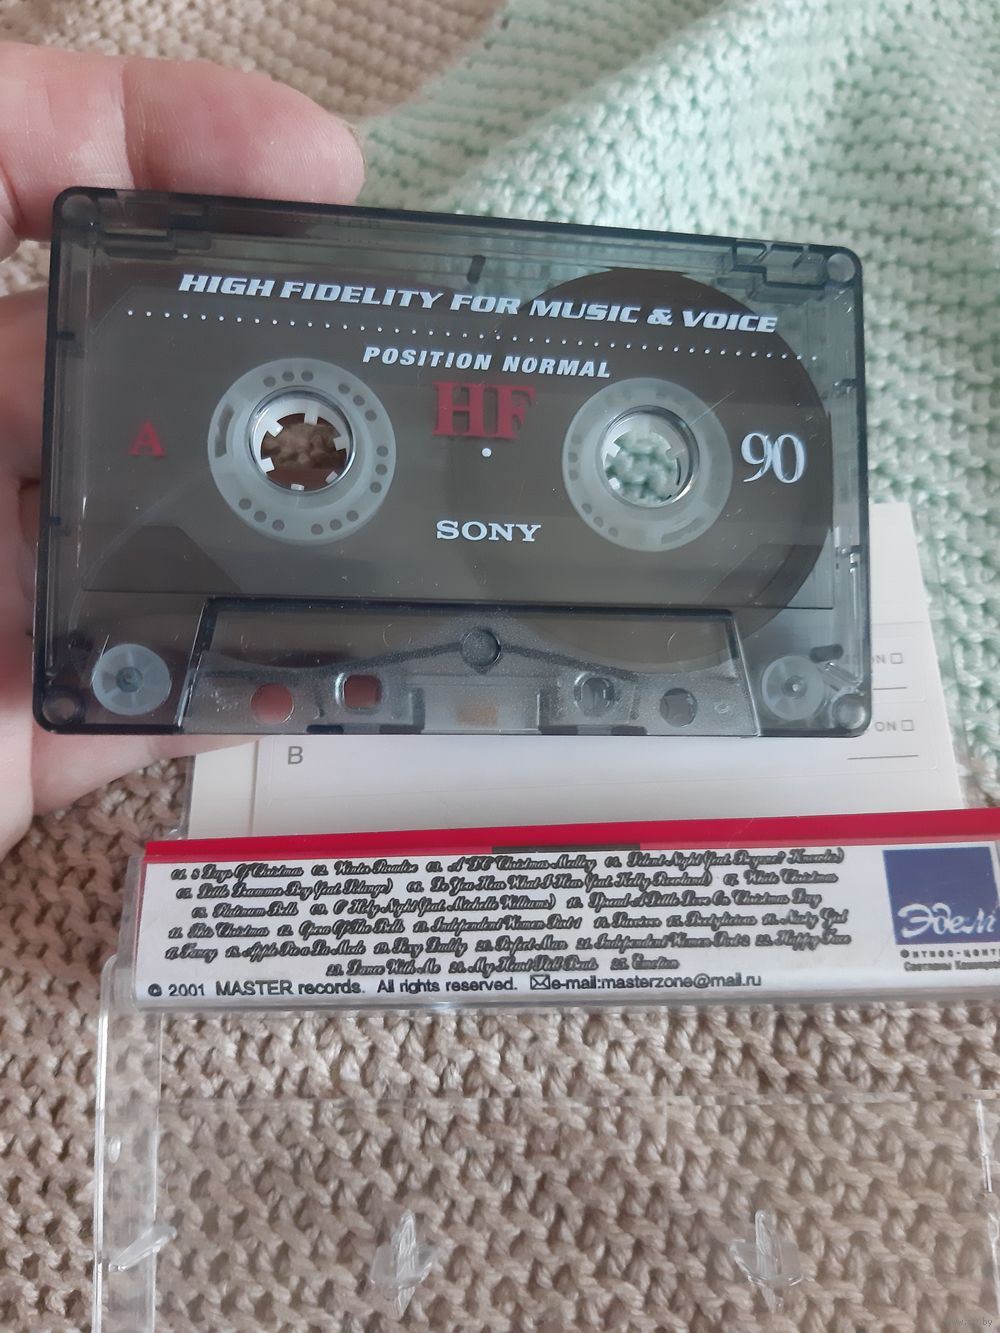 HIGH FIDELITY FOR MUSIC & VOICE
POSITION NORMAL
HF
A
90
SONY
ON
ON
B
01. 8 Days Of Christmas 02. Winter Paradise 03. A "DC" Christmas Medley 04. Silent Night (feat. Beyonce? Knowles)
05. Little Drummer Boy (feat. Solange) 06. Do You Hear What I Hear (feat. Kelly Rowland) 07. White Christmas
08. Platinum Bells 09. O' Holy Night (feat. Michelle Williams) 10. Spread A Little Love On Christmas Day
11. This Christmas 12. Opera Of The Bells 13. Independent Women Part 1 14. Survivor 15. Bootylicious 16. Nasty Girl
17. Fancy 18. Apple Pie a La Mode 19. Sexy Daddy 20. Perfect Man 21. Independent Women Part 2 22. Happy Face
23. Dance With Me 24. My Heart Still Beats 25. Emotion
© 2001 MASTER records. All rights reserved. e-mail:masterzone@mail.ru
Эдем
Фитнес-цент
Светланы